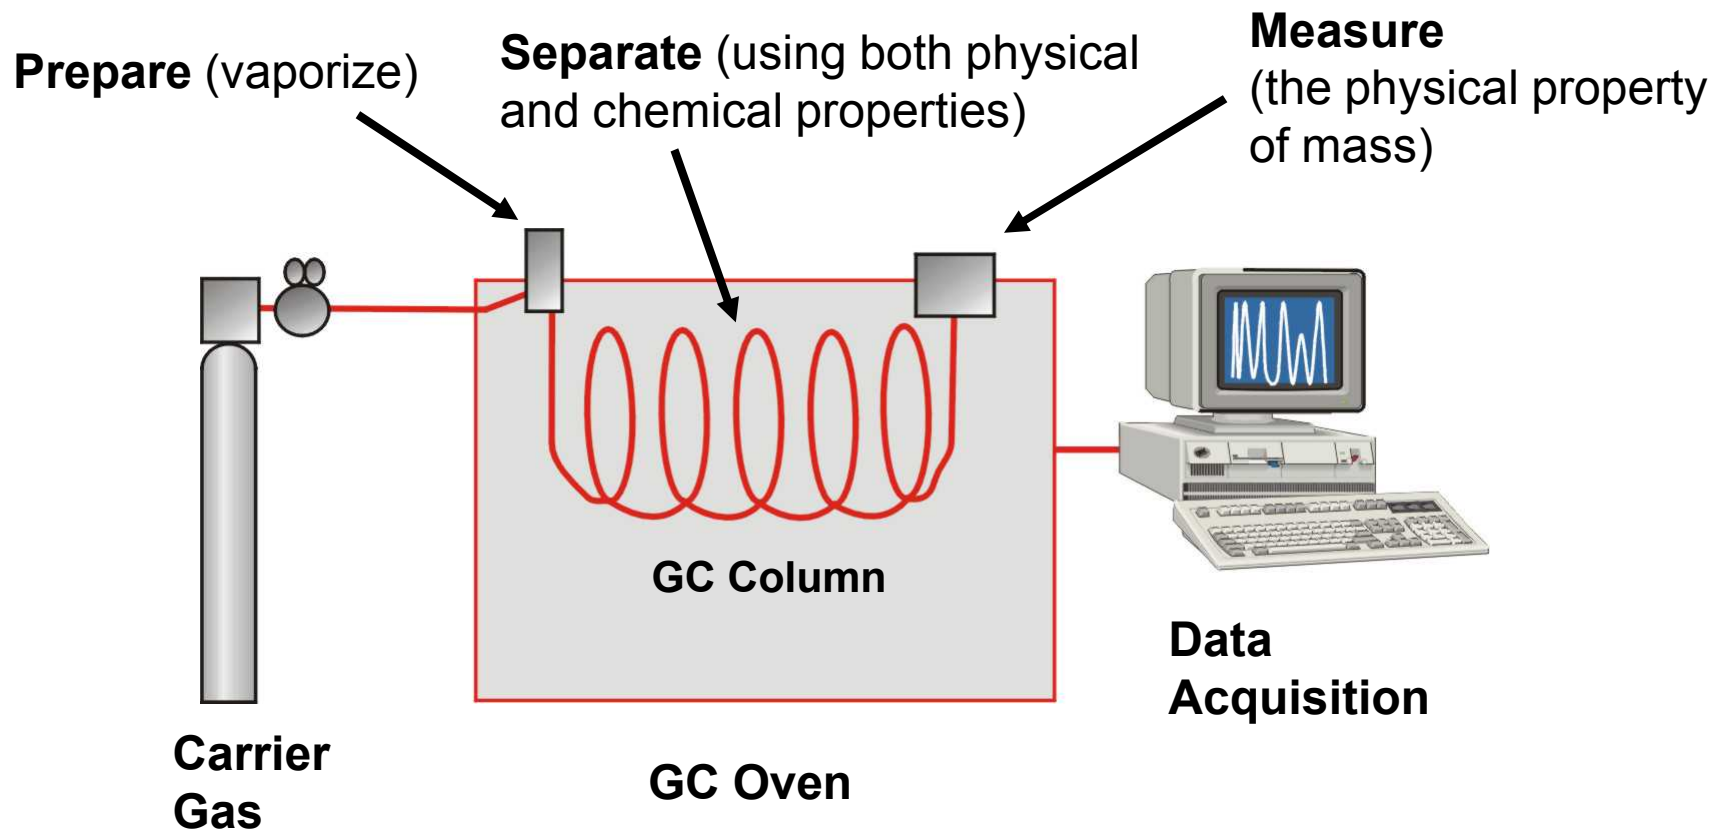 Prepare (vaporize)
Separate (using both physical
and chemical properties)
Measure
(the physical property
of mass)
GC Column
Data
Acquisition
Carrier
Gas
GC Oven